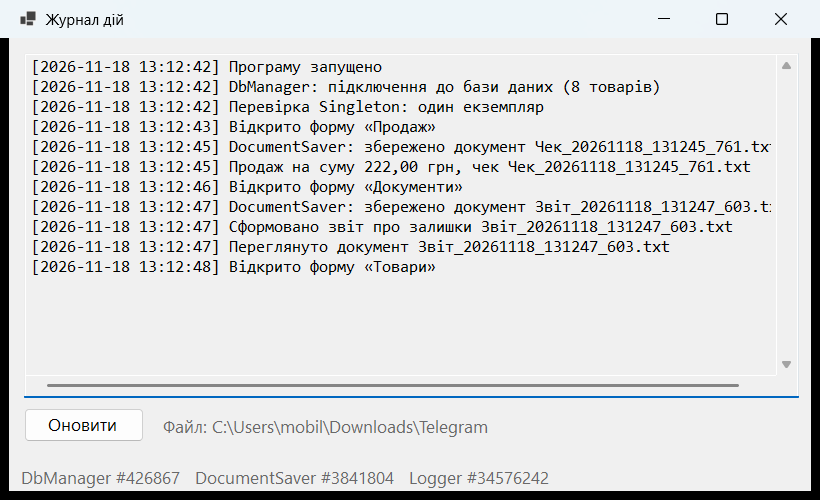 Журнал дій
[2026-11-18 13:12:42] Програму запущено
[2026-11-18 13:12:42] DbManager: підключення до бази даних (8 товарів)
[2026-11-18 13:12:42] Перевірка Singleton: один екземпляр
[2026-11-18 13:12:43] Відкрито форму «Продаж»
[2026-11-18 13:12:45] DocumentSaver: збережено документ Чек_20261118_131245_761.tx
[2026-11-18 13:12:45] Продаж на суму 222,00 грн, чек Чек_20261118_131245_761.txt
[2026-11-18 13:12:46] Відкрито форму «Документи»
[2026-11-18 13:12:47] DocumentSaver: збережено документ Звіт_20261118_131247_603.t
[2026-11-18 13:12:47] Сформовано звіт про залишки Звіт_20261118_131247_603.txt
[2026-11-18 13:12:47] Переглянуто документ Звіт_20261118_131247_603.txt
[2026-11-18 13:12:48] Відкрито форму «Товари»
Оновити Файл: C:\Users\mobil\Downloads\Telegram
DbManager #426867 DocumentSaver #3841804 Logger #34576242